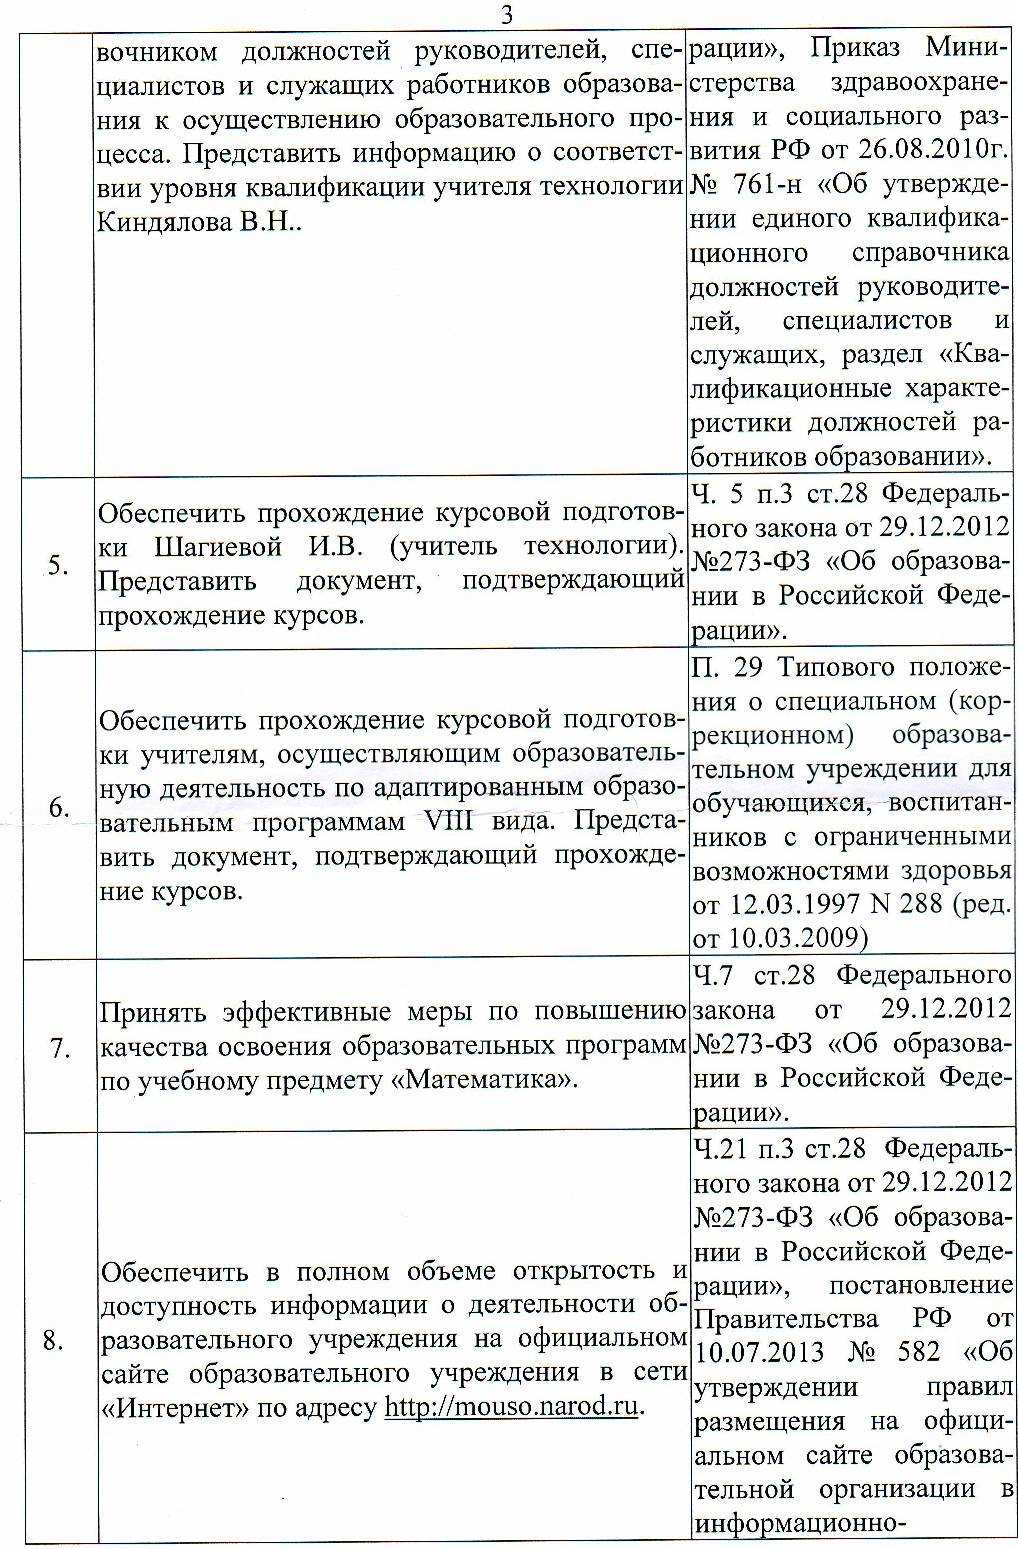 3
вочником должностей руководителей, спе-
циалистов и служащих работников образова-
ния к осуществлению образовательного про-
цесса. Представить информацию о соответст-
вии уровня квалификации учителя технологии
Киндялова В.Н..
рации», Приказ Мини-
стерства здравоохране-
ния и социального раз-
вития РФ от 26.08.2010г.
№ 761-н «Об утвержде-
нии единого квалифика-
ционного справочника
должностей руководите-
лей, специалистов и
служащих, раздел «Ква-
лификационные характе-
ристики должностей ра-
ботников образовании».
5.
Обеспечить прохождение курсовой подготов-
ки Шагиевой И.В. (учитель технологии).
Представить документ, подтверждающий
прохождение курсов.
Ч. 5 п.3 ст.28 Федераль-
ного закона от 29.12.2012
№273-ФЗ «Об образова-
нии в Российской Феде-
рации».
6.
Обеспечить прохождение курсовой подготов-
ки учителям, осуществляющим образователь-
ную деятельность по адаптированным образо-
вательным программам VIII вида. Предста-
вить документ, подтверждающий прохожде-
ние курсов.
П. 29 Типового положе-
ния о специальном (кор-
рекционном) образова-
тельном учреждении для
обучающихся, воспитан-
ников с ограниченными
возможностями здоровья
от 12.03.1997 N 288 (ред.
от 10.03.2009)
7.
Принять эффективные меры по повышению
качества освоения образовательных программ
по учебному предмету «Математика».
Ч.7 ст.28 Федерального
закона от 29.12.2012
№273-ФЗ «Об образова-
нии в Российской Феде-
рации».
8.
Обеспечить в полном объеме открытость и
доступность информации о деятельности об-
разовательного учреждения на официальном
сайте образовательного учреждения в сети
«Интернет» по адресу http://mouso.narod.ru.
Ч.21 п.3 ст.28 Федераль-
ного закона от 29.12.2012
№273-ФЗ «Об образова-
нии в Российской Феде-
рации», постановление
Правительства РФ от
10.07.2013 № 582 «Об
утверждении правил
размещения на офици-
альном сайте образова-
тельной организации в
информационно-